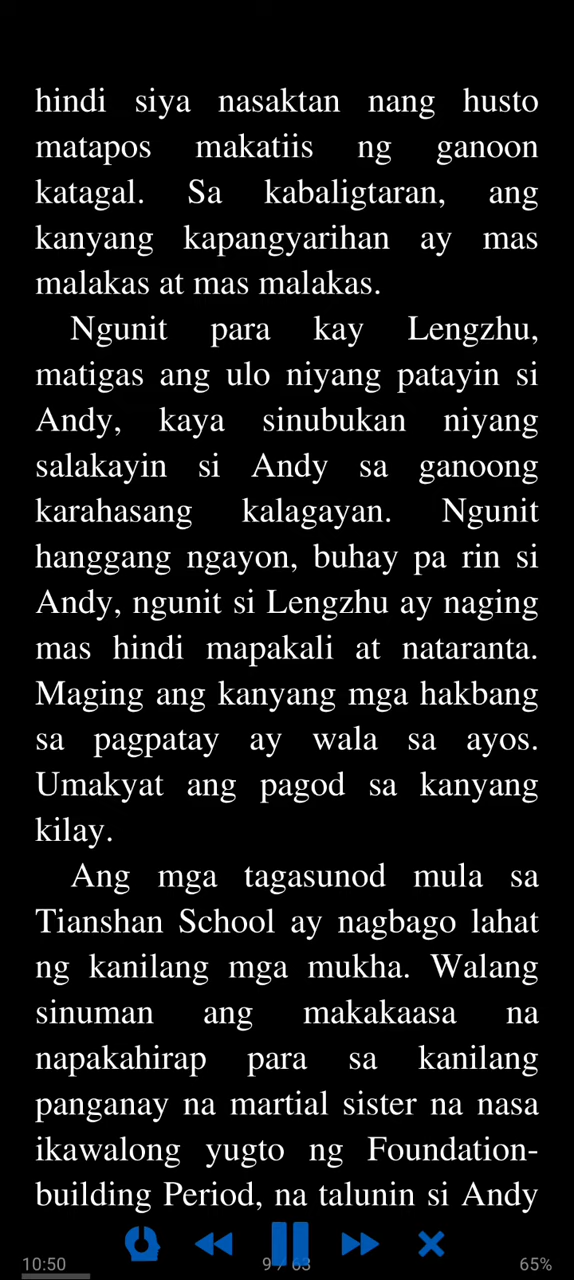 hindi siya nasaktan nang husto
matapos makatiis ng ganoon
katagal. Sa kabaligtaran, ang
kanyang kapangyarihan ay mas
malakas at mas malakas.
Ngunit para kay Lengzhu,
matigas ang ulo niyang patayin si
Andy, kaya sinubukan niyang
salakayin si Andy sa ganoong
karahasang kalagayan. Ngunit
hanggang ngayon, buhay pa rin si
Andy, ngunit si Lengzhu ay naging
mas hindi mapakali at nataranta.
Maging ang kanyang mga hakbang
sa pagpatay ay wala sa ayos.
Umakyat ang pagod sa kanyang
kilay.
Ang mga tagasunod mula sa
Tianshan School ay nagbago lahat
ng kanilang mga mukha. Walang
sinuman ang makakaasa na
napakahirap para sa kanilang
panganay na martial sister na nasa
ikawalong yugto ng Foundation-
building Period, na talunin si Andy
10:50 9 / 63 65%